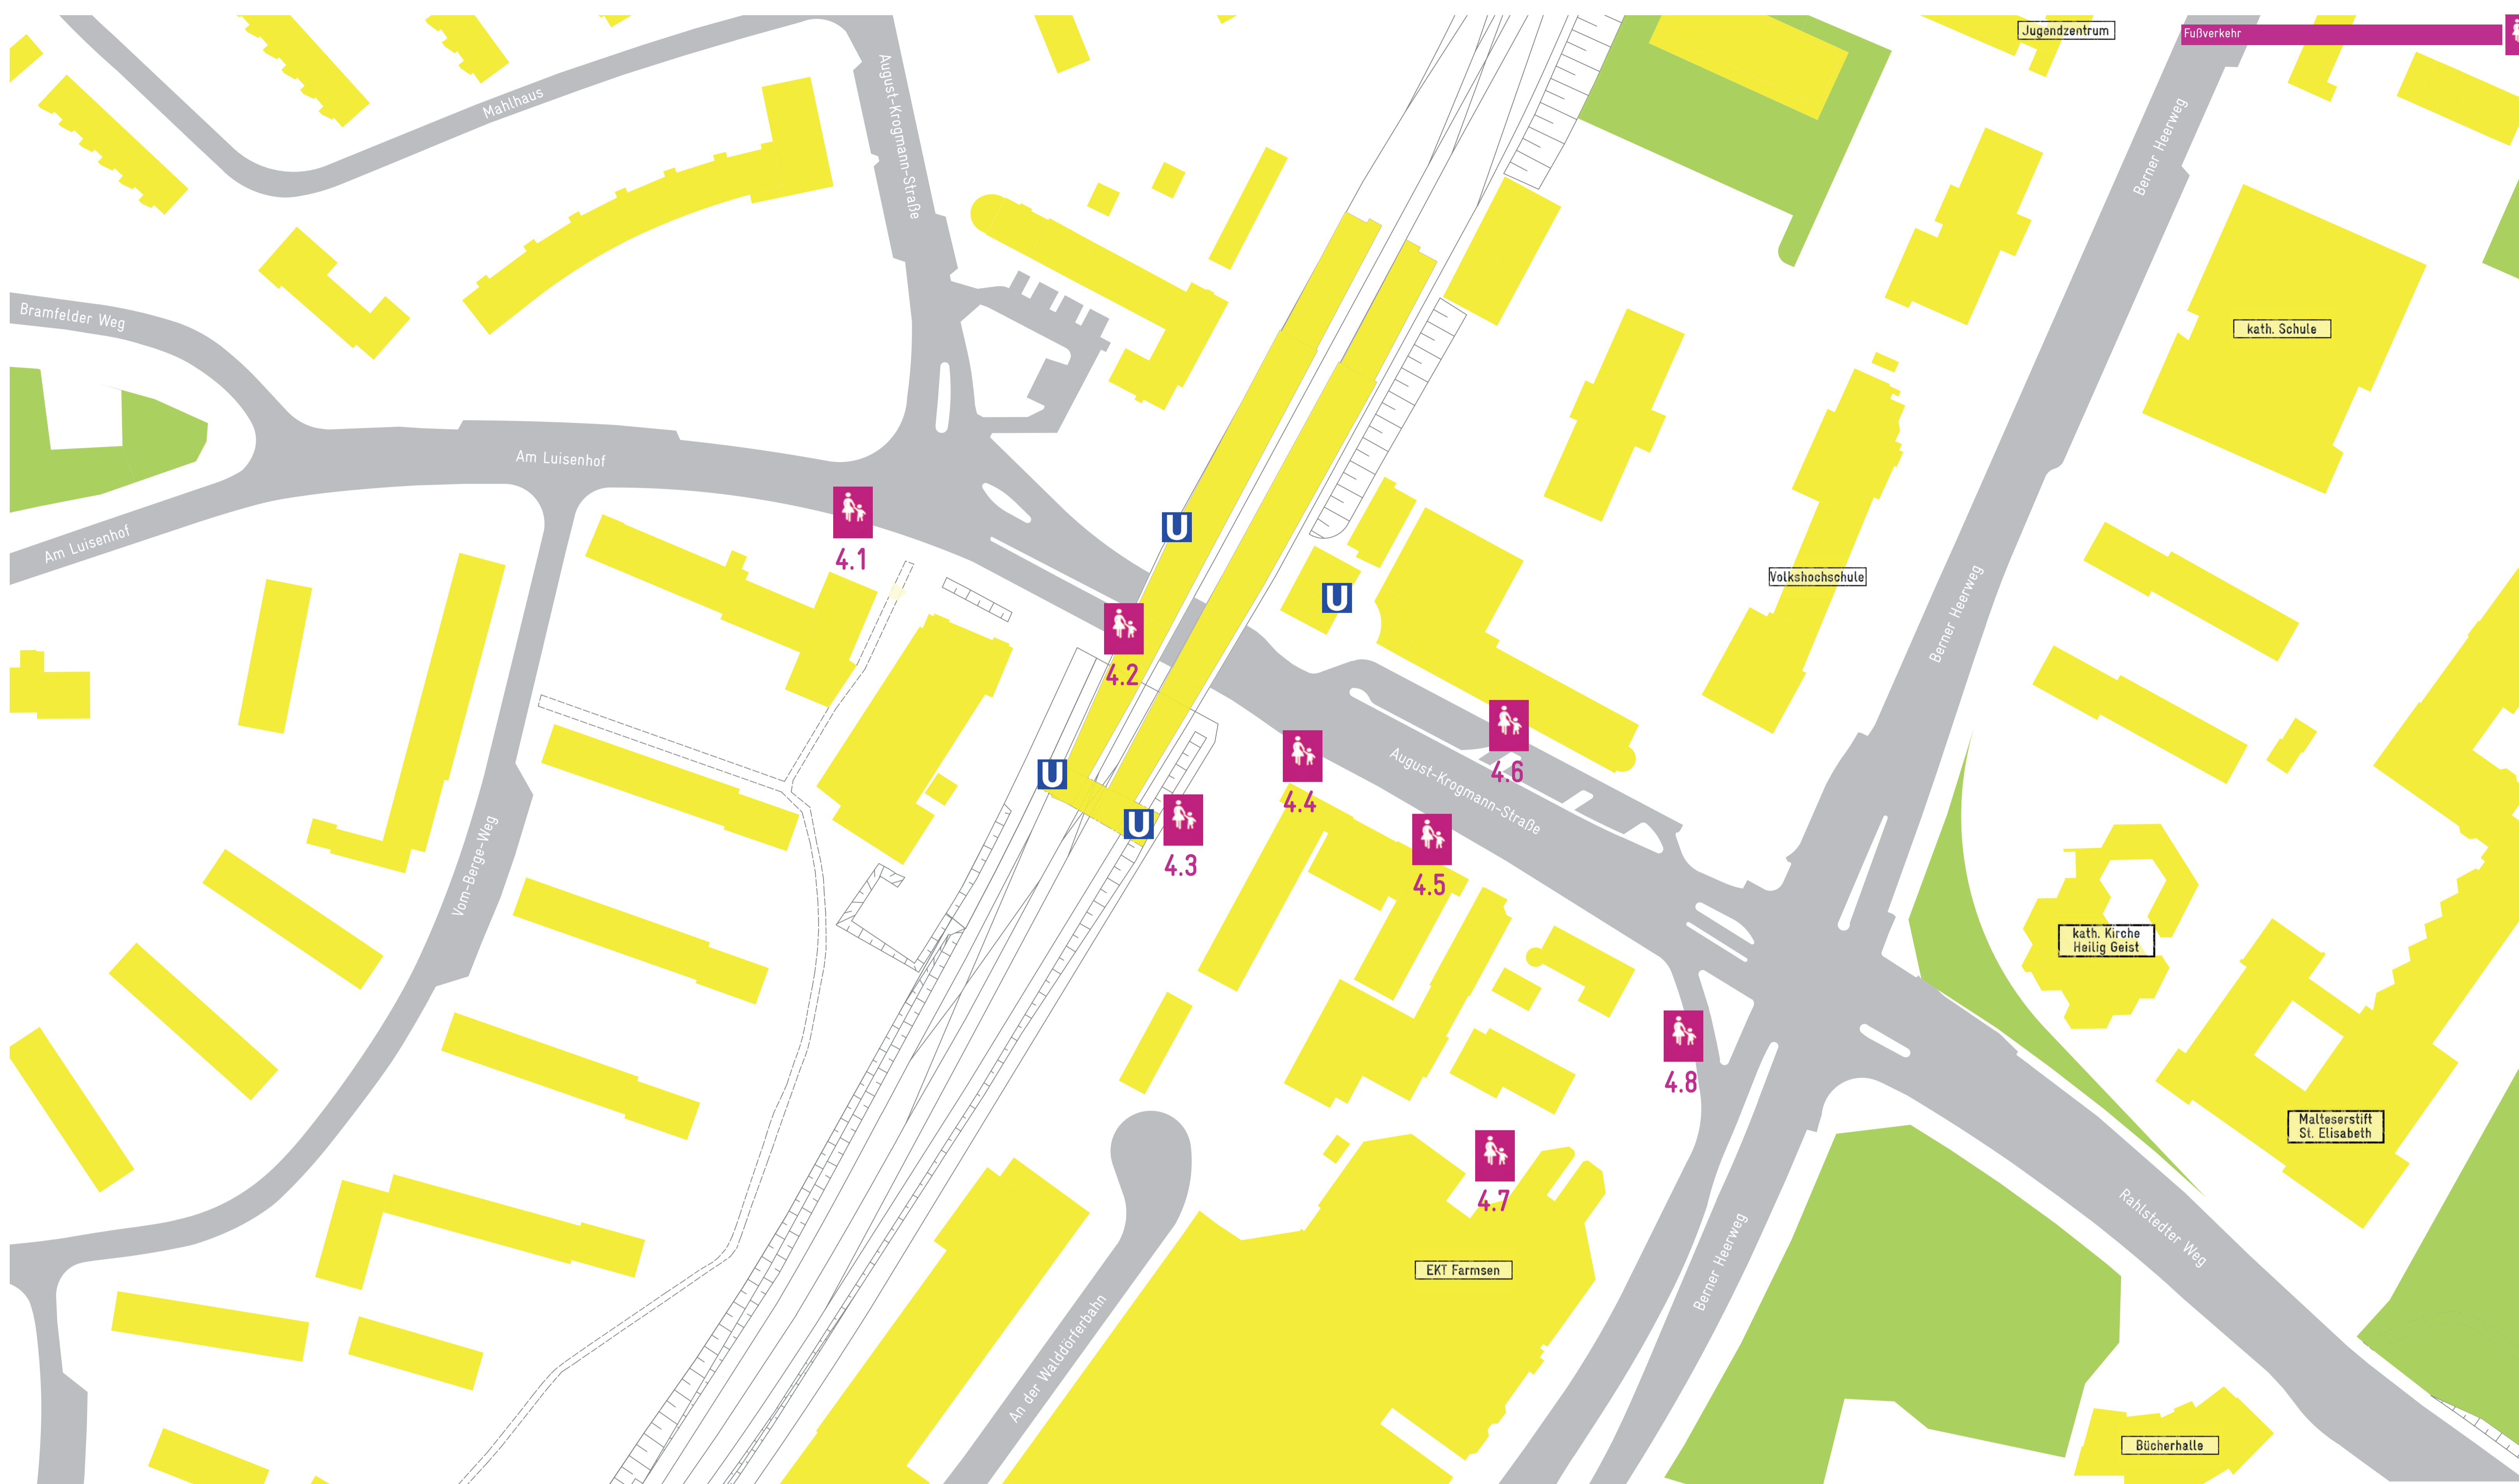 Jugendzentrum
Fußverkehr
Mahlhaus
August-Krogmann-Straße
Berner Heerweg
Bramfelder Weg
kath. Schule
Am Luisenhof
Am Luisenhof
4.1
U
U
Volkshochschule
Berner Heerweg
4.2
U
4.6
4.4
August-Krogmann-Straße
U
4.3
4.5
Vom-Berge-Weg
kath. Kirche
Heilig Geist
4.8
Malteserstift
St. Elisabeth
4.7
Rahlstedter Weg
EKT Farmsen
Berner Heerweg
An der Walddörferbahn
Bücherhalle